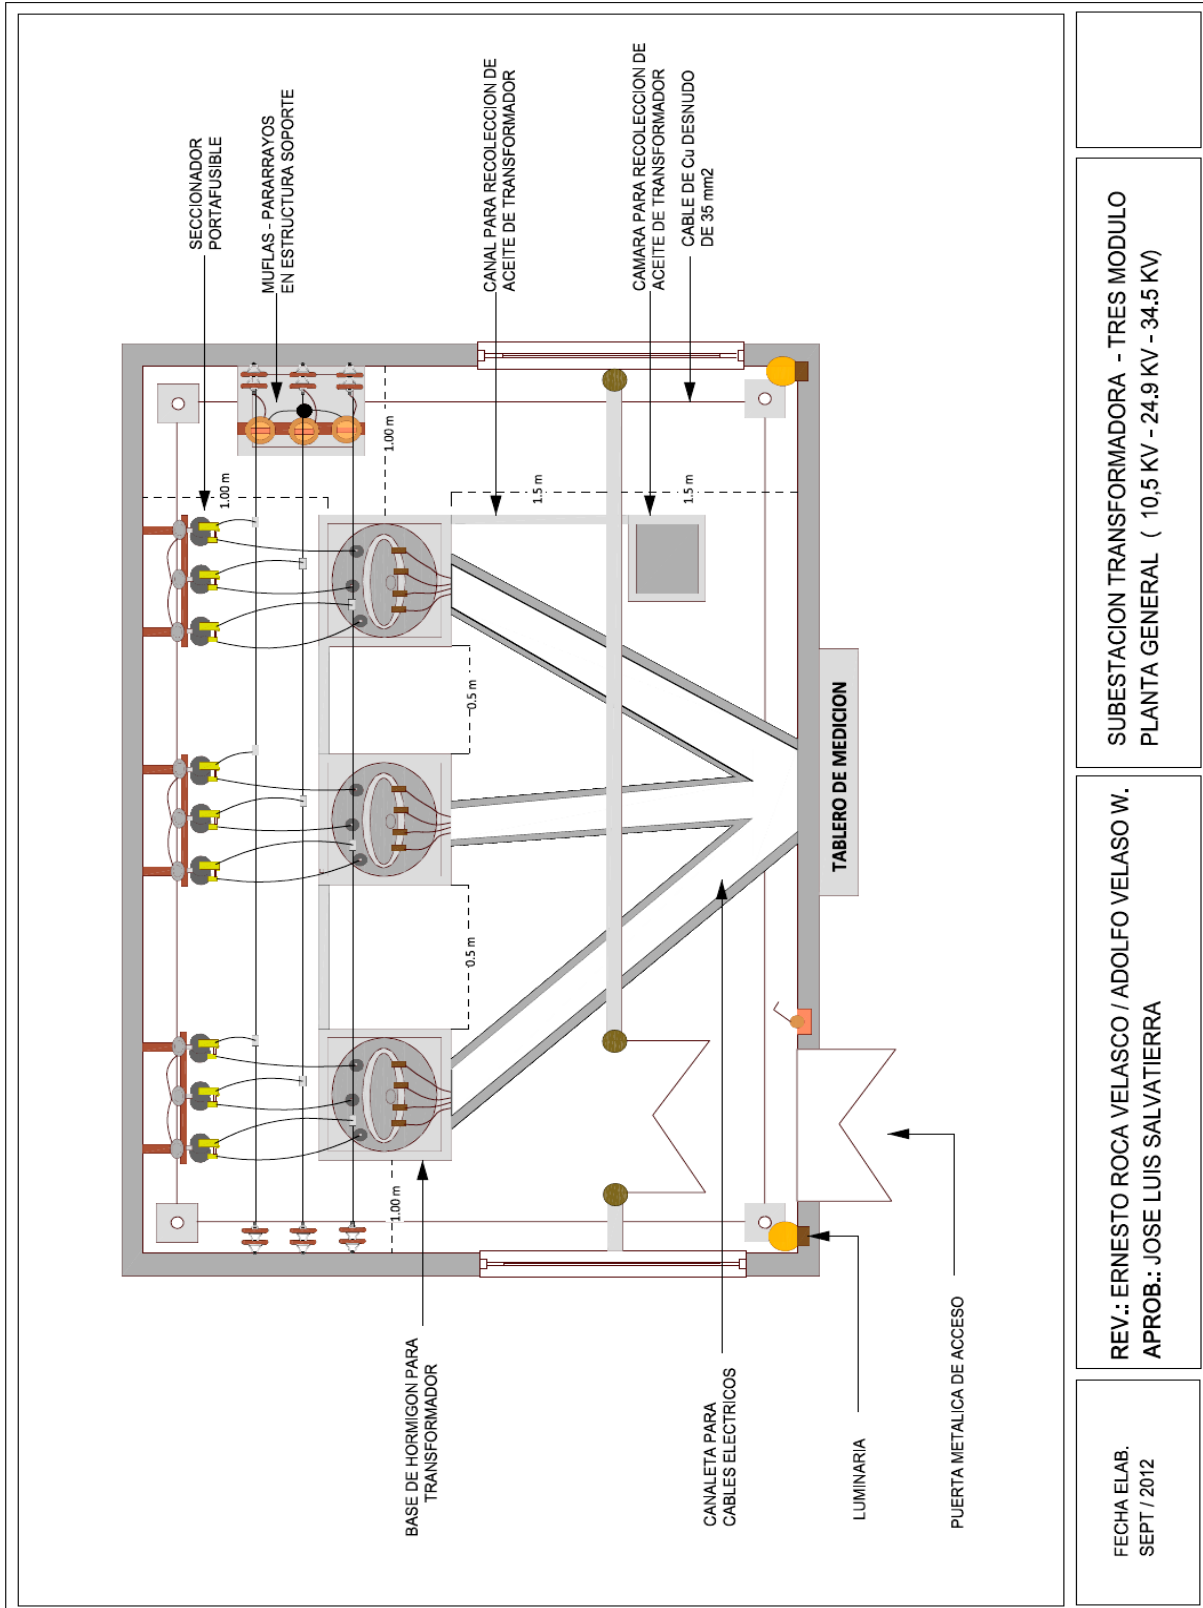 SECCIONADOR
PORTAFUSIBLE
MUFLAS - PARARRAYOS
EN ESTRUCTURA SOPORTE
CANAL PARA RECOLECCION DE
ACEITE DE TRANSFORMADOR
CAMARA PARA RECOLECCION DE
ACEITE DE TRANSFORMADOR
CABLE DE Cu DESNUDO
DE 35 mm2
1.00 m
1.00 m
1.5 m
1.5 m
0.5 m
0.5 m
1.00 m
TABLERO DE MEDICION
BASE DE HORMIGON PARA
TRANSFORMADOR
CANALETA PARA
CABLES ELECTRICOS
LUMINARIA
PUERTA METALICA DE ACCESO
FECHA ELAB.
SEPT / 2012
REV.: ERNESTO ROCA VELASCO / ADOLFO VELASO W.
APROB.: JOSE LUIS SALVATIERRA
SUBESTACION TRANSFORMADORA - TRES MODULO
PLANTA GENERAL ( 10,5 KV - 24.9 KV - 34.5 KV)